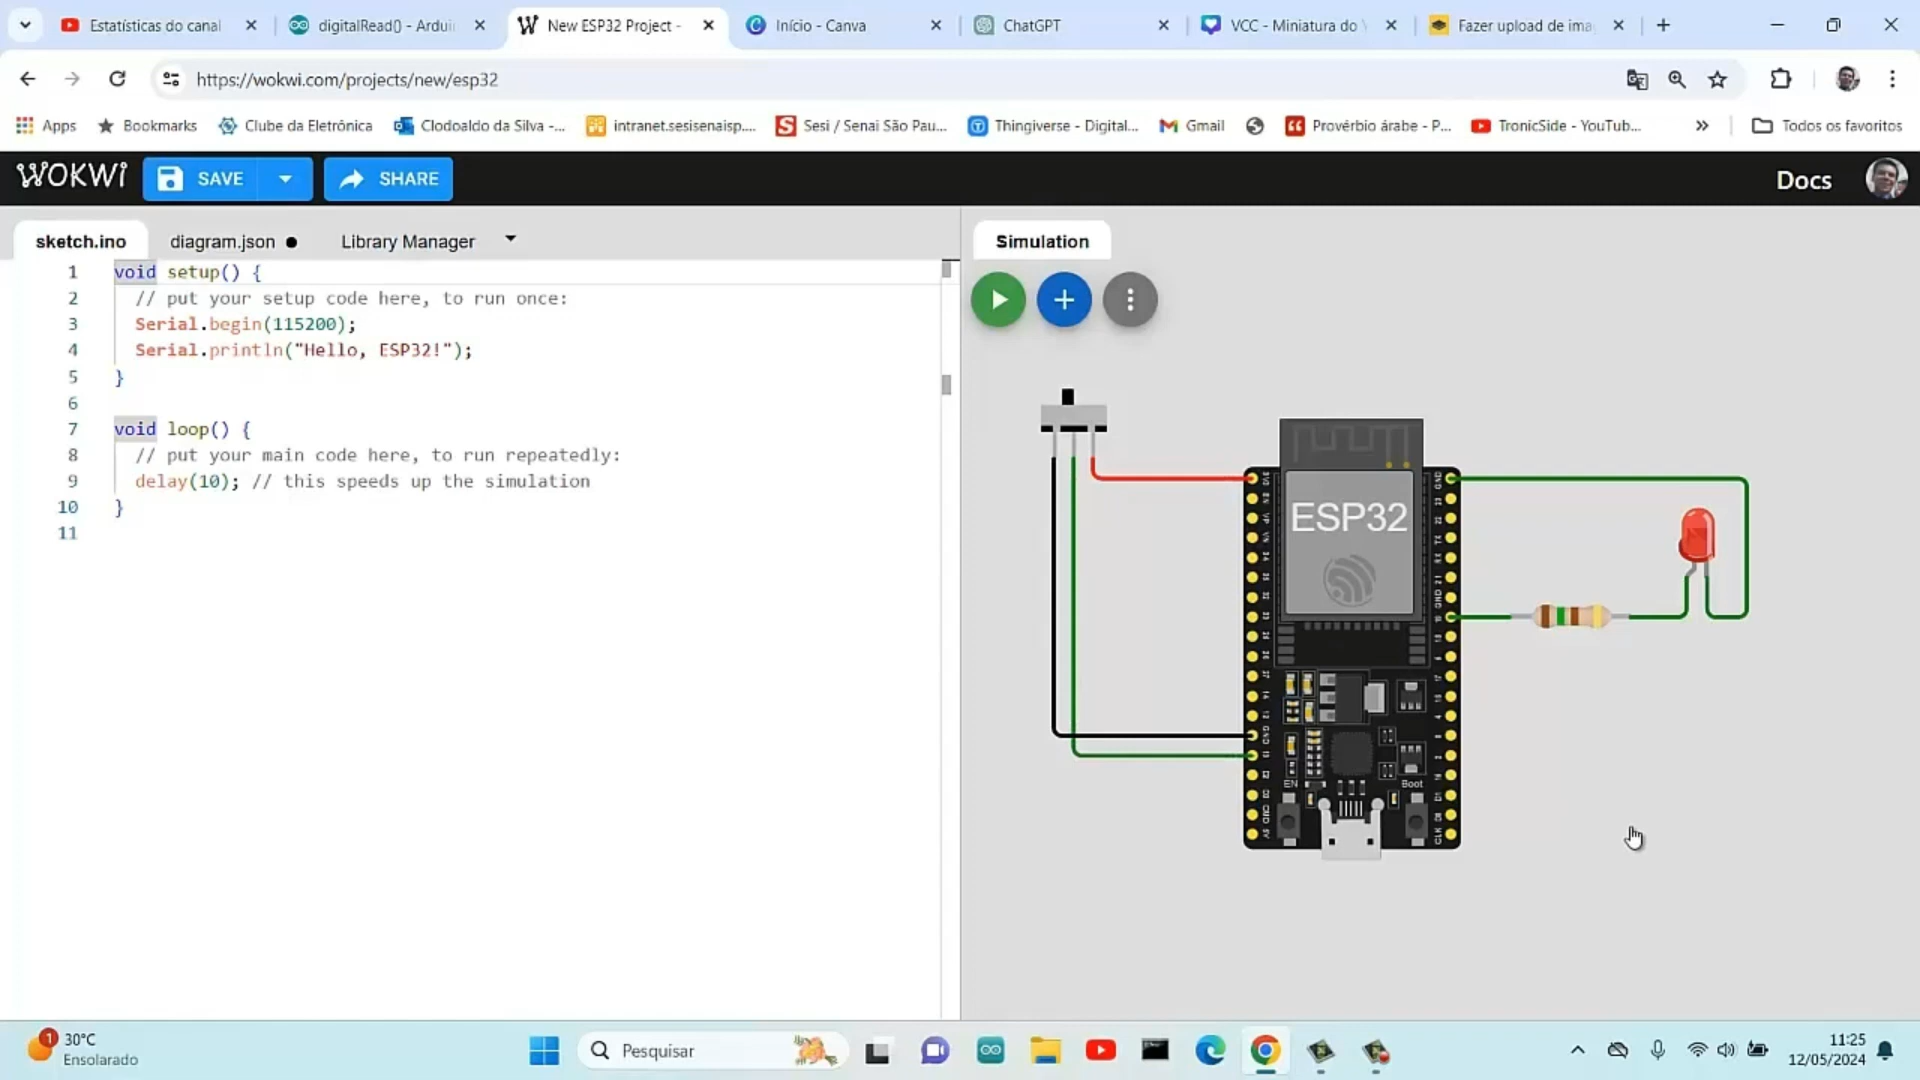 Estatísticas do canal
digitalRead() - Ardui
New ESP32 Project -
Início - Canva
ChatGPT
VCC - Miniatura do
Fazer upload de ima
https://wokwi.com/projects/new/esp32
Apps
Bookmarks
Clube da Eletrônica
Clodoaldo da Silva -...
intranet.sesisenaisp....
Sesi / Senai São Pau...
Thingiverse - Digital...
Gmail
Provérbio árabe - P...
TronicSide - YouTub...
»
Todos os favoritos
WOKWi
SAVE
SHARE
Docs
sketch.ino
diagram.json ●
Library Manager
Simulation
1 void setup() {
2 // put your setup code here, to run once:
3 Serial.begin(115200);
4 Serial.println("Hello, ESP32!");
5 }
6
7 void loop() {
8 // put your main code here, to run repeatedly:
9 delay(10); // this speeds up the simulation
10 }
11
ESP32
EN
Boot
1
30°C
Ensolarado
Pesquisar
11:25
12/05/2024